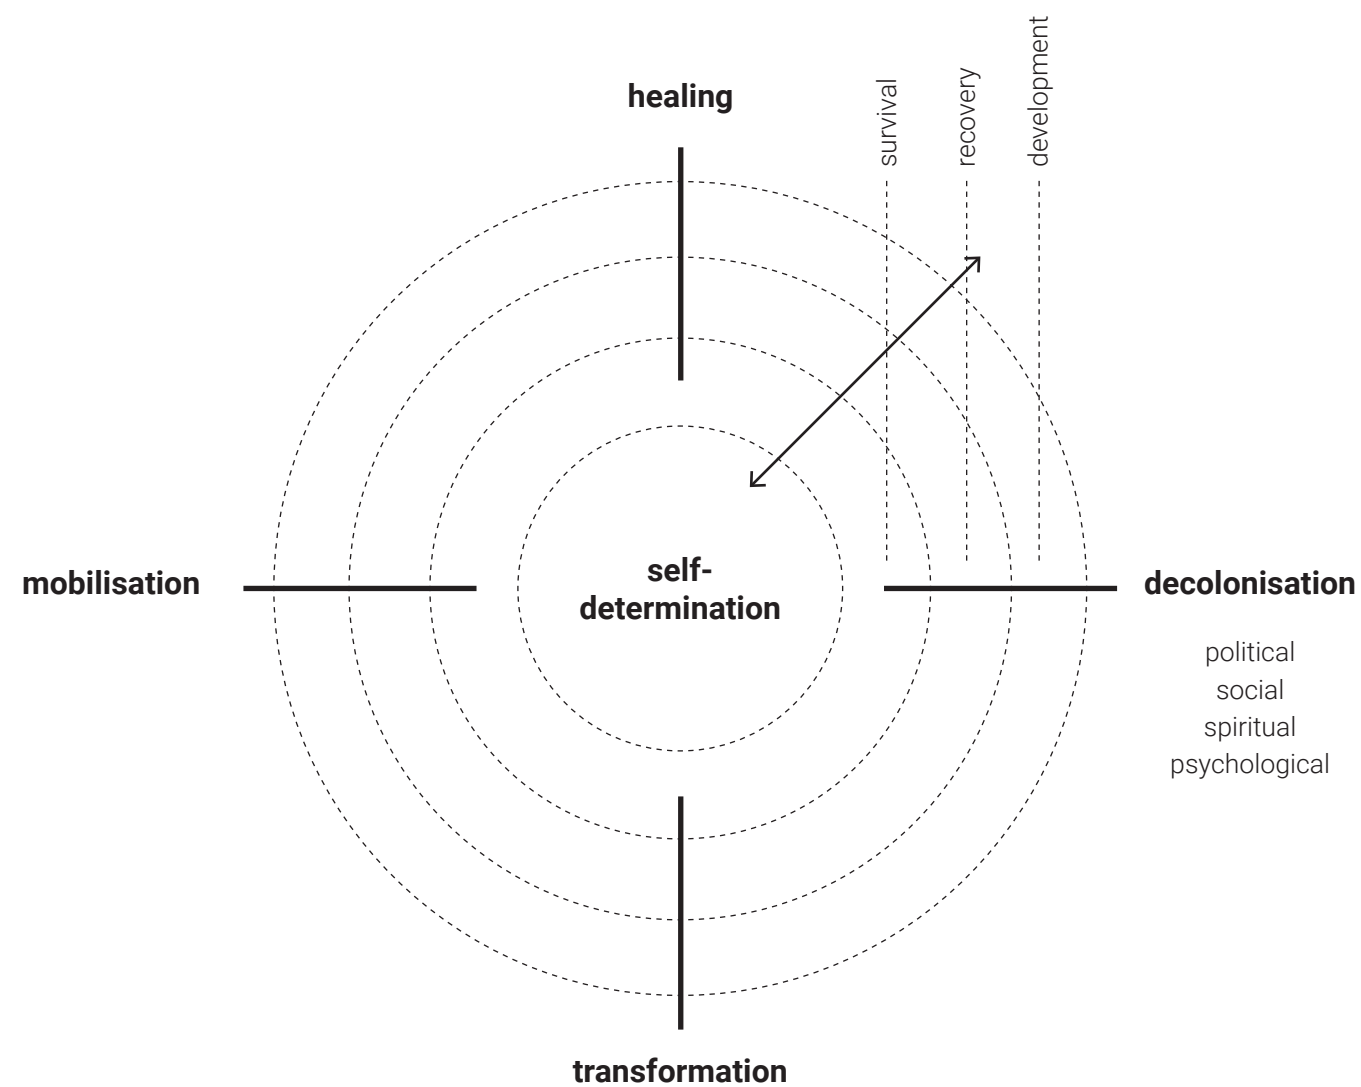 development
recovery
survival
healing
mobilisation
self-
determination
decolonisation
political
social
spiritual
psychological
transformation